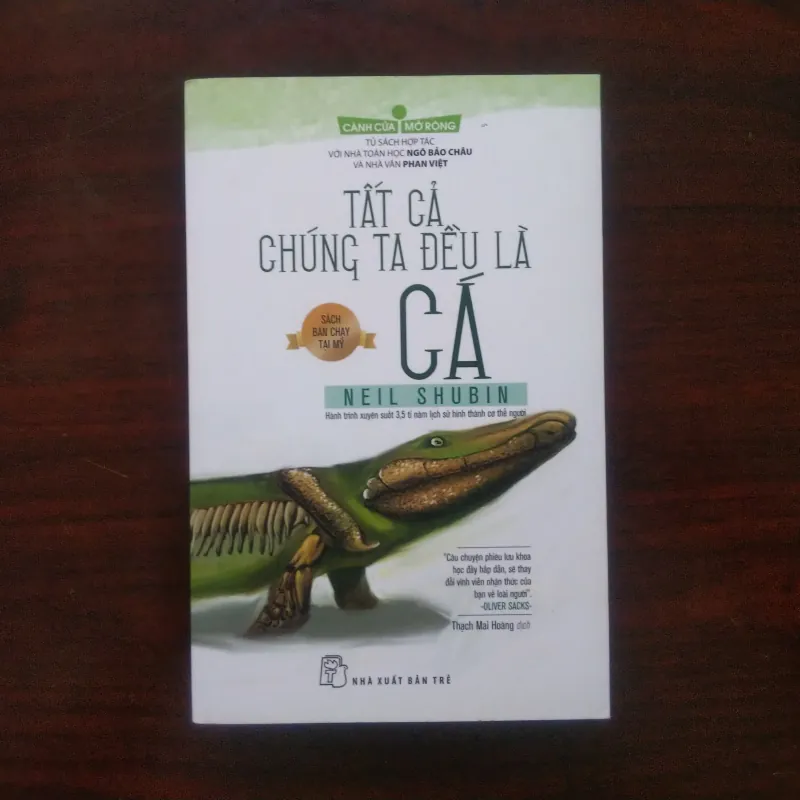 CÁNH CỬA MỞ RỘNG
TỦ SÁCH HỢP TÁC
VỚI NHÀ TOÁN HỌC NGÔ BẢO CHÂU
VÀ NHÀ VĂN PHAN VIỆT
TẤT CẢ
CHÚNG TA ĐỀU LÀ
CÁ
SÁCH
BÁN CHẠY
TẠI MỸ
NEIL SHUBIN
Hành trình xuyên suốt 3,5 tỉ năm lịch sử hình thành cơ thể người
"Câu chuyện phiêu lưu khoa
học đầy hấp dẫn, sẽ thay
đổi vĩnh viễn nhận thức của
bạn về loài người".
-OLIVER SACKS-
Thạch Mai Hoàng dịch
NHÀ XUẤT BẢN TRẺ